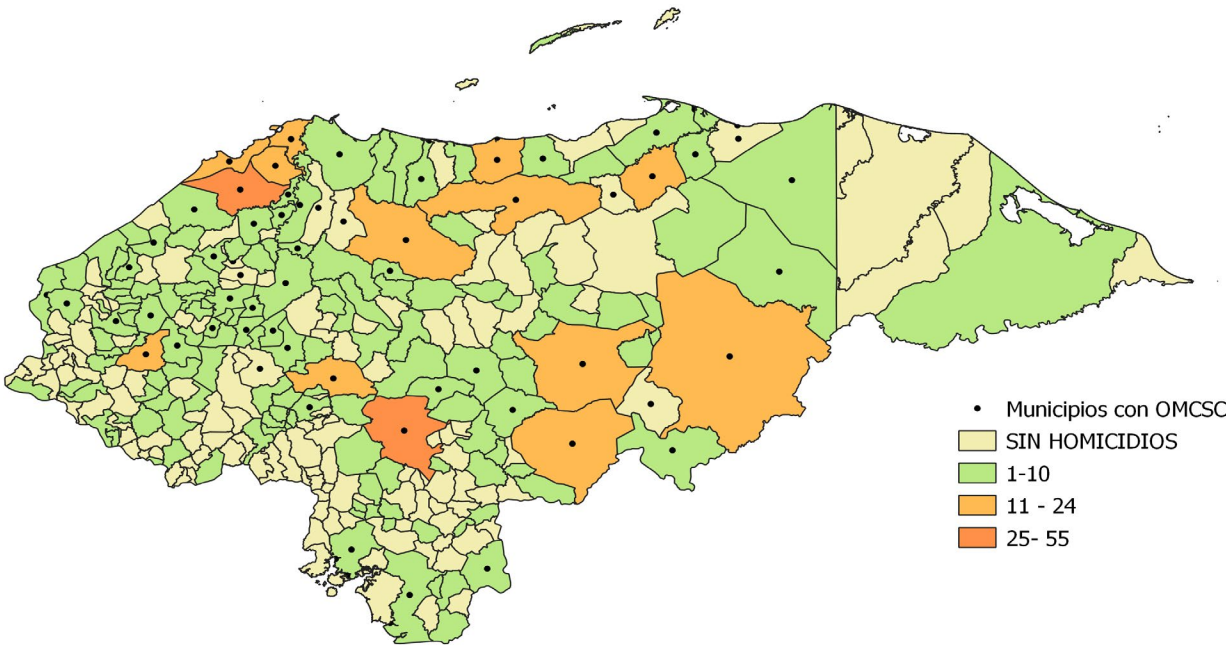 Municipios con OMCSC
SIN HOMICIDIOS
1-10
11 - 24
25- 55